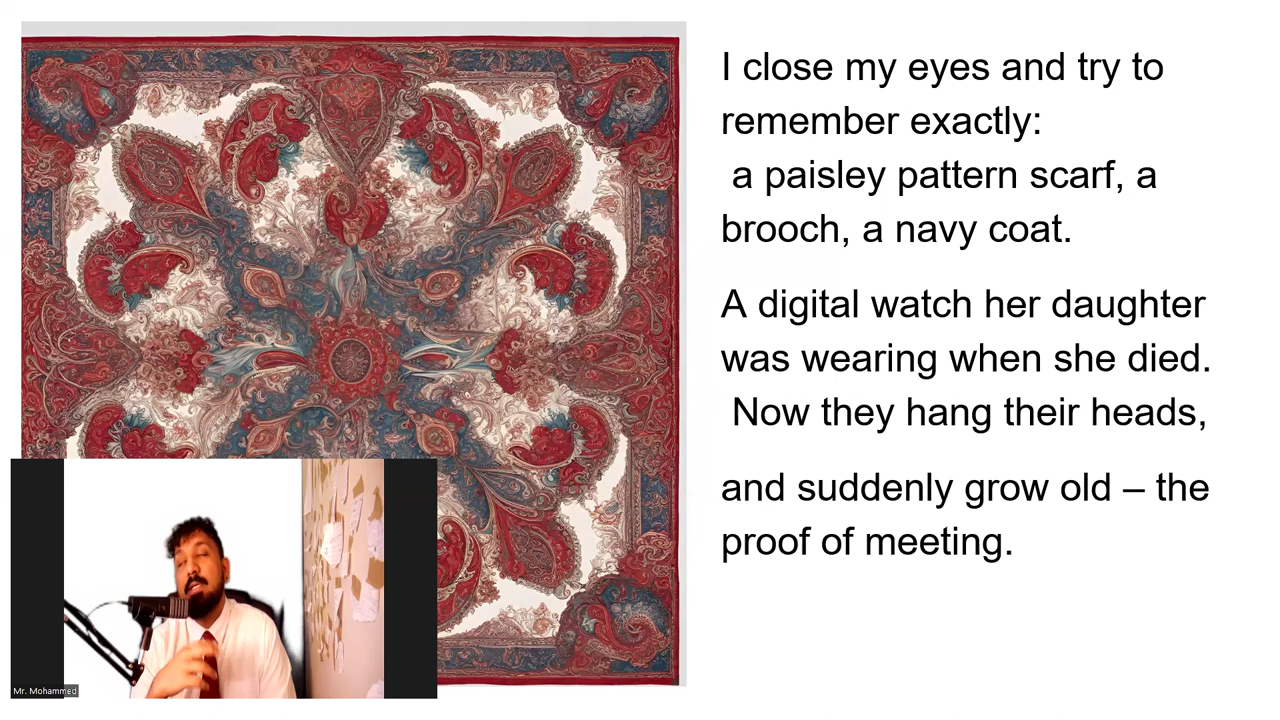 I close my eyes and try to
remember exactly:
a paisley pattern scarf, a
brooch, a navy coat.
A digital watch her daughter
was wearing when she died.
Now they hang their heads,
and suddenly grow old – the
proof of meeting.
Mr. Mohammed